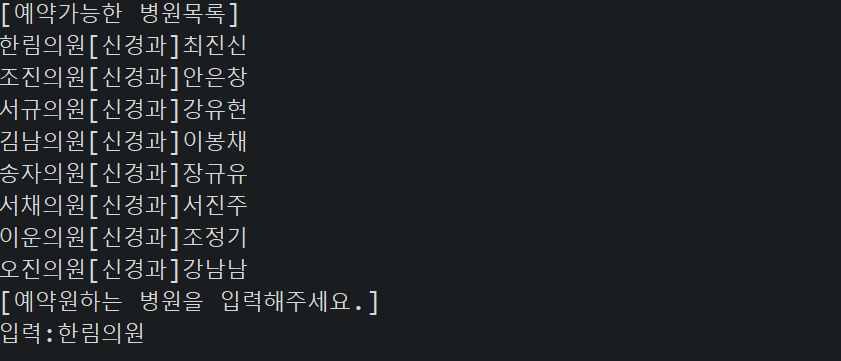 [예약가능한 병원목록]
한림의원[신경과]최진신
조진의원[신경과]안은창
서규의원[신경과]강유현
김남의원[신경과]이봉채
송자의원[신경과]장규유
서채의원[신경과]서진주
이운의원[신경과]조정기
오진의원[신경과]강남남
[예약원하는 병원을 입력해주세요.]
입력:한림의원